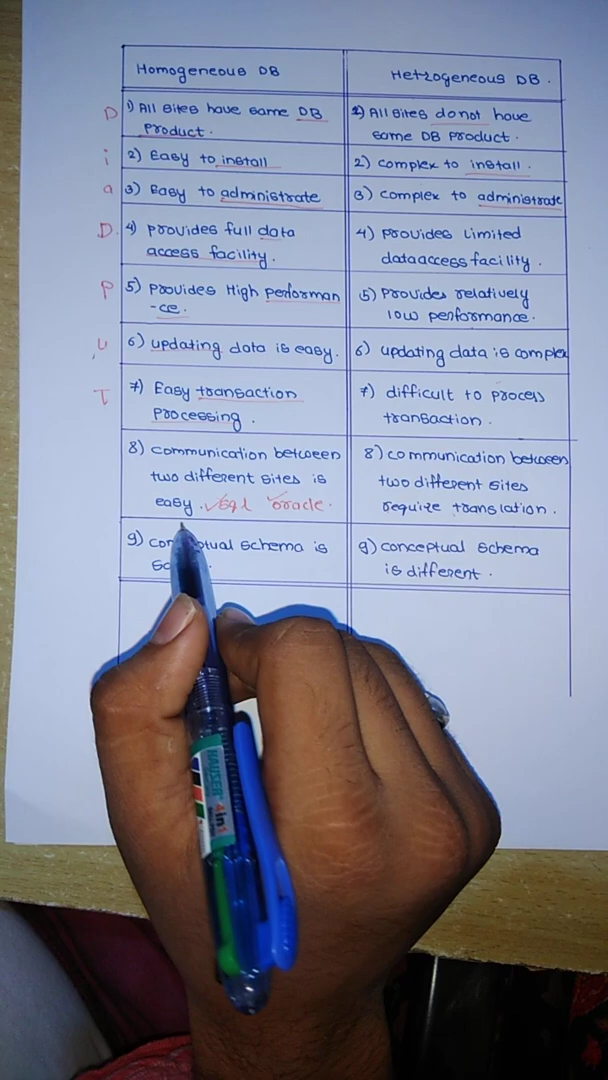 Homogeneous DB
Hetrogeneous DB.
D
1) All sites have same DB
product.
1) All sites donot have
same DB product.
i
2) Easy to install
2) complex to install.
a
3) Easy to administrate
3) complex to administrate
D.
4) provides full data
access facility.
4) provides Limited
dataaccess facility.
P
5) provides High performan
-ce.
5) provides relatively
low performance.
U
6) updating data is easy.
6) updating data is complex
T
7) Easy transaction
processing.
7) difficult to process
transaction.
8) communication between
two different sites is
easy. ✓sql ✓oracle.
8) communication between
two different sites
require translation.
9) schema is
9) conceptual schema
is different.
HAUSER 4in1